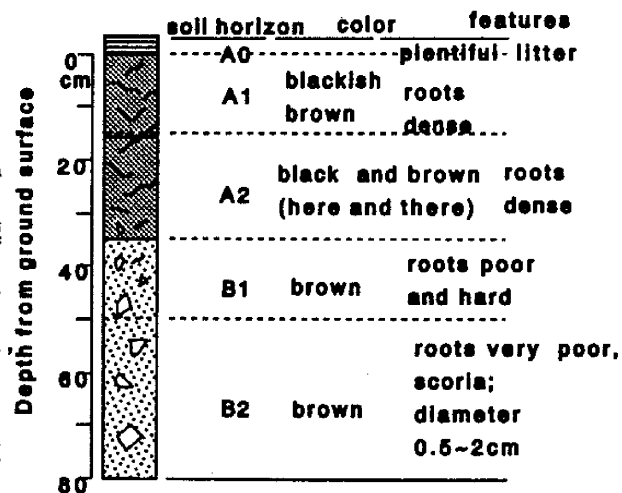 soil horizon color features
0 A0 plentiful litter
cm
A1 blackish brown roots dense
20
A2 black and brown (here and there) roots dense
40
B1 brown roots poor and hard
60
B2 brown roots very poor, scoria; diameter 0.5~2cm
80
Depth from ground surface